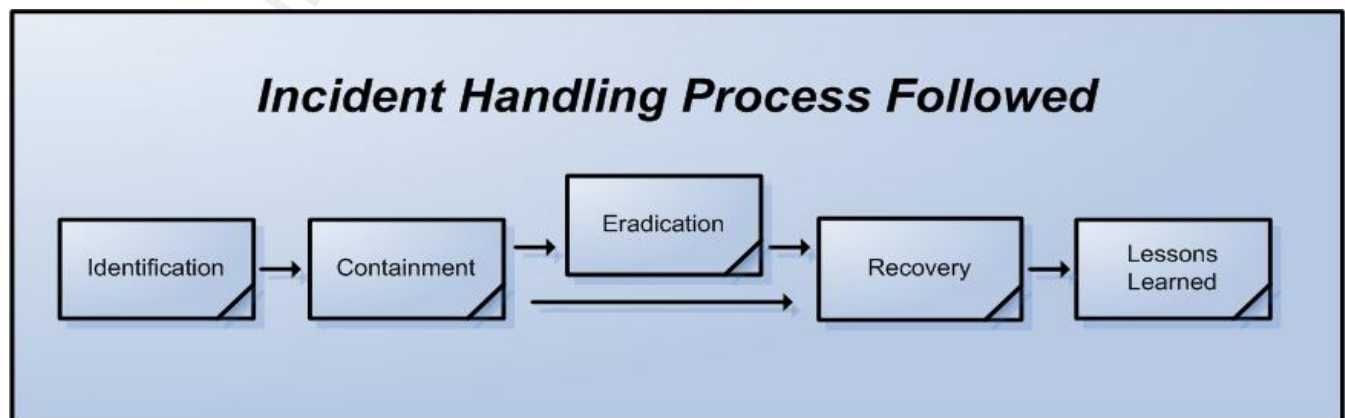 Incident Handling Process Followed
Identification
Containment
Eradication
Recovery
Lessons
Learned